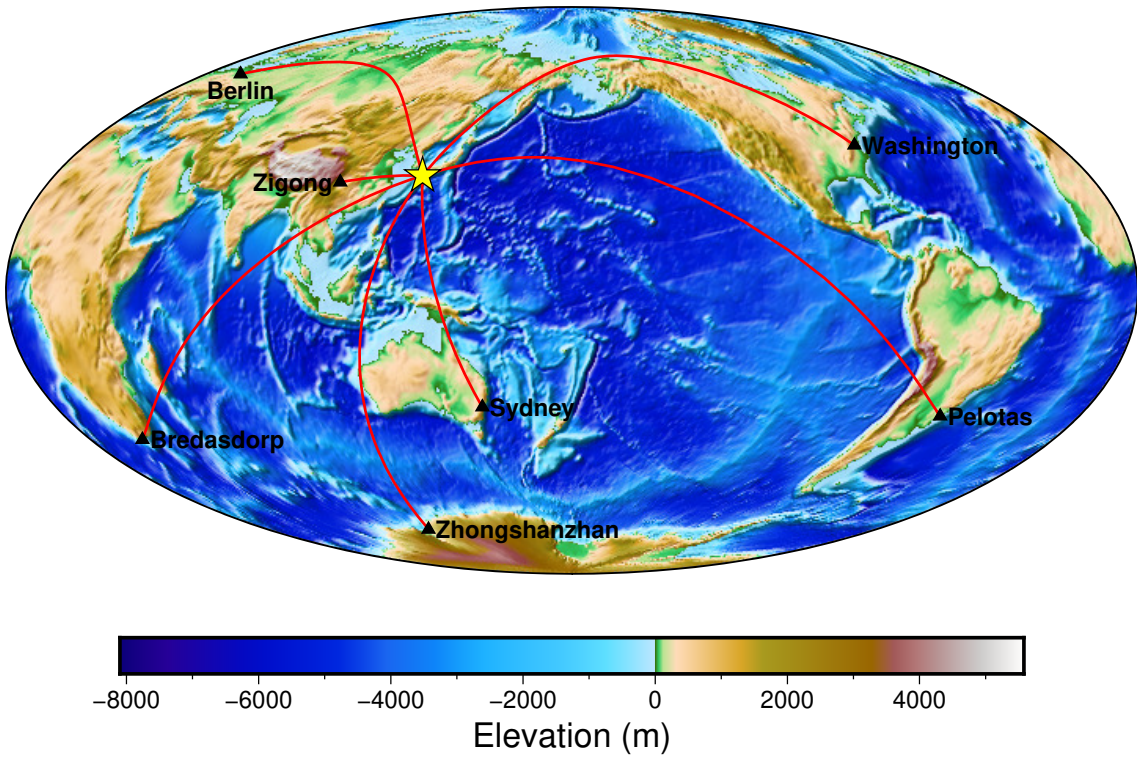 Berlin
Washington
Zigong
Sydney
Pelotas
Bredasdorp
Zhongshanzhan
−8000 −6000 −4000 −2000 0 2000 4000
Elevation (m)